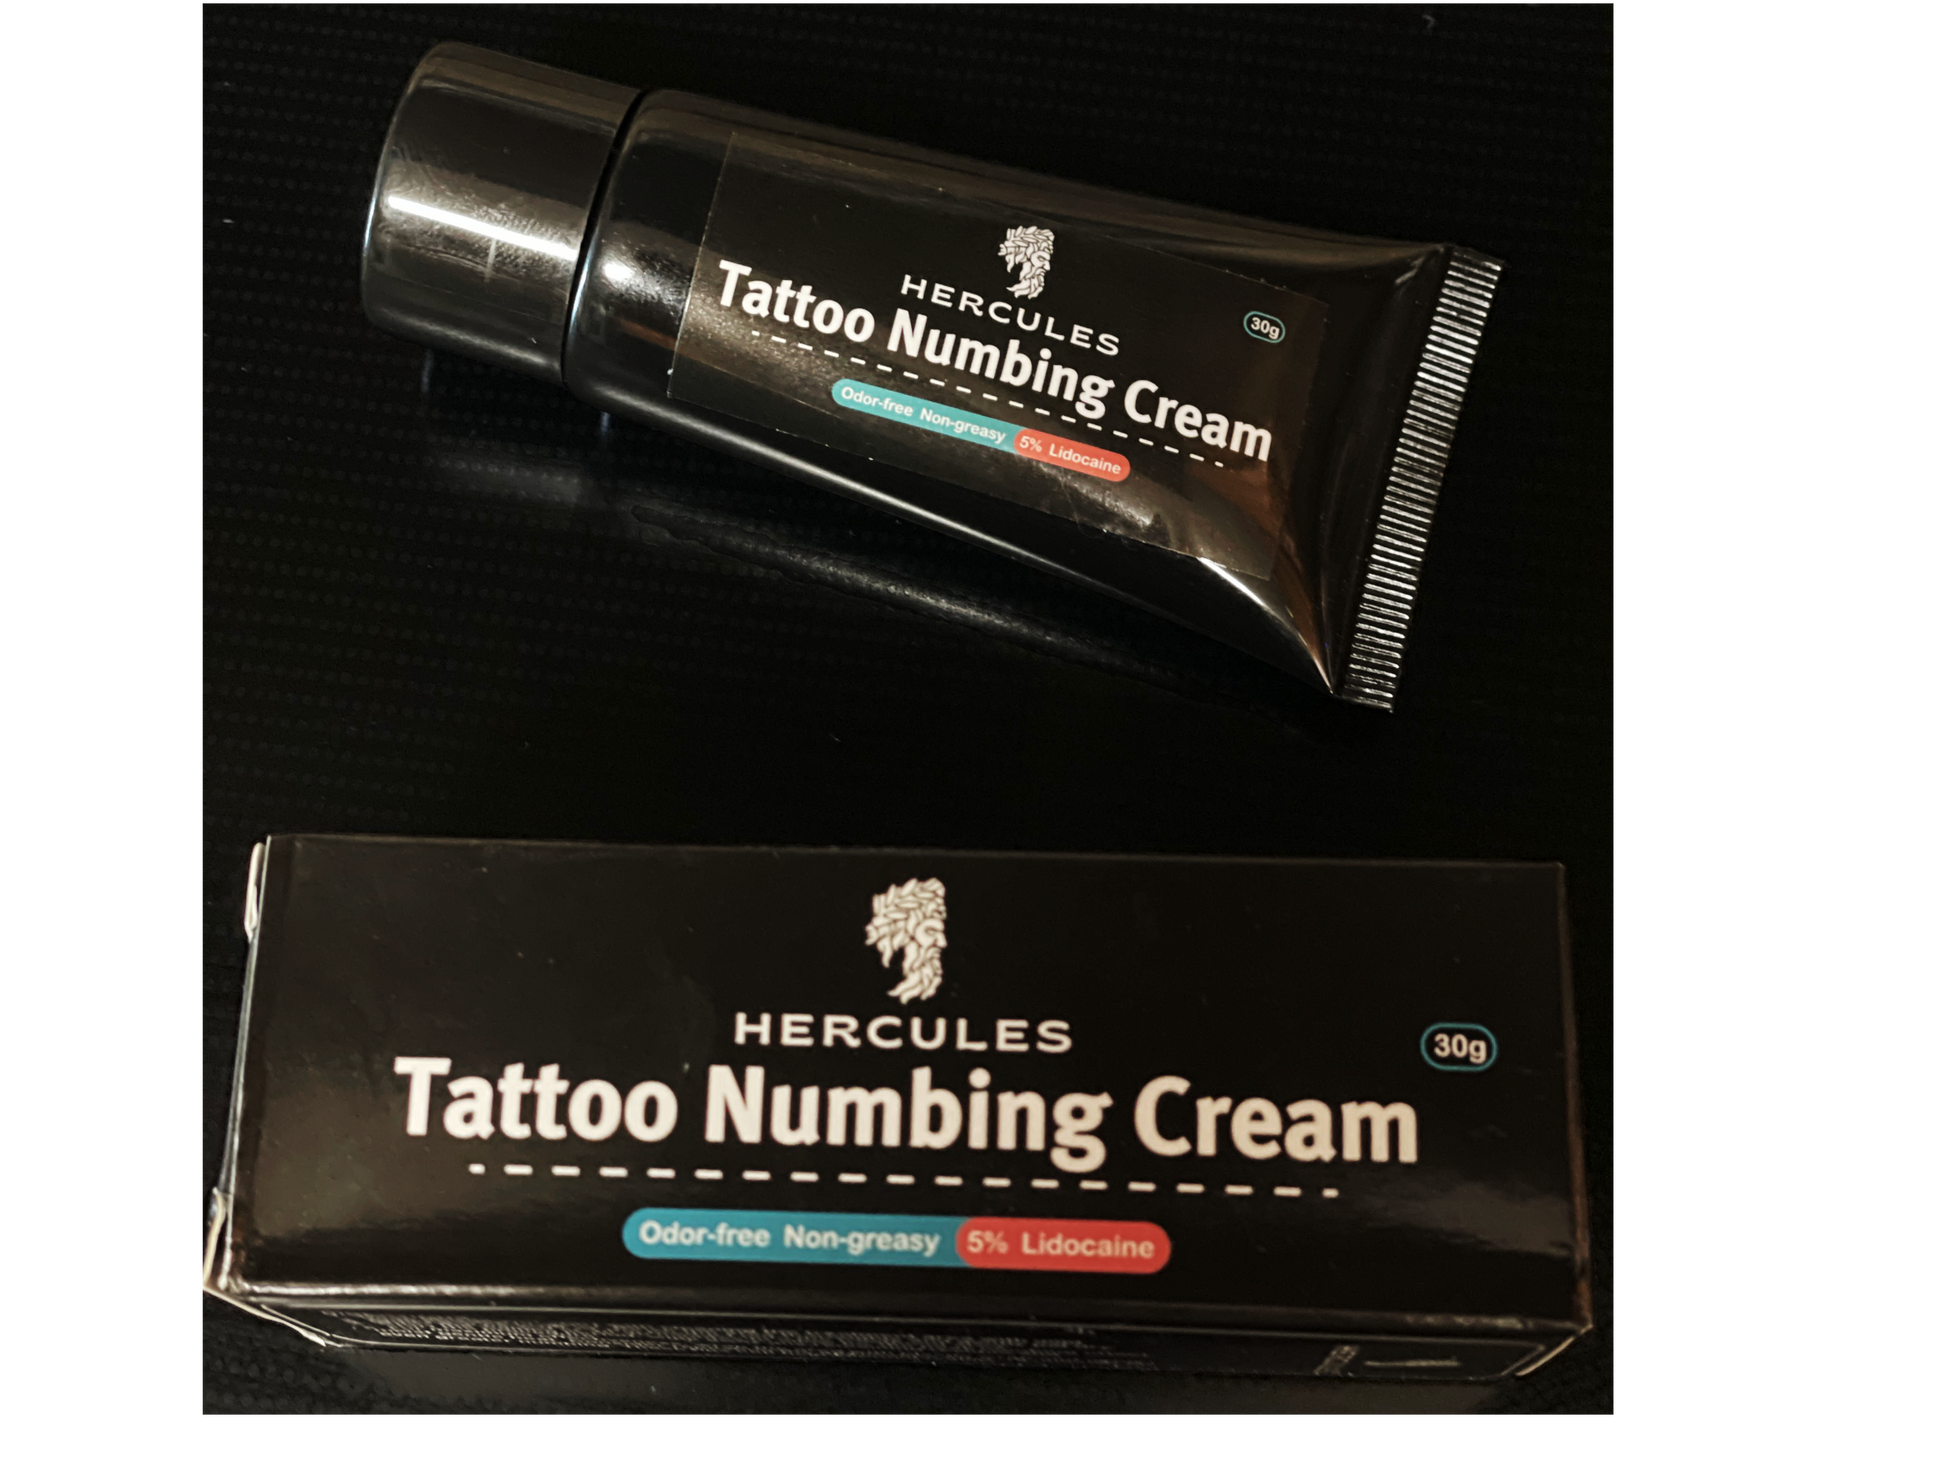 HERCULES
Tattoo Numbing Cream
30g
Odor-free Non-greasy 5% Lidocaine
HERCULES
30g
Tattoo Numbing Cream
Odor-free Non-greasy 5% Lidocaine